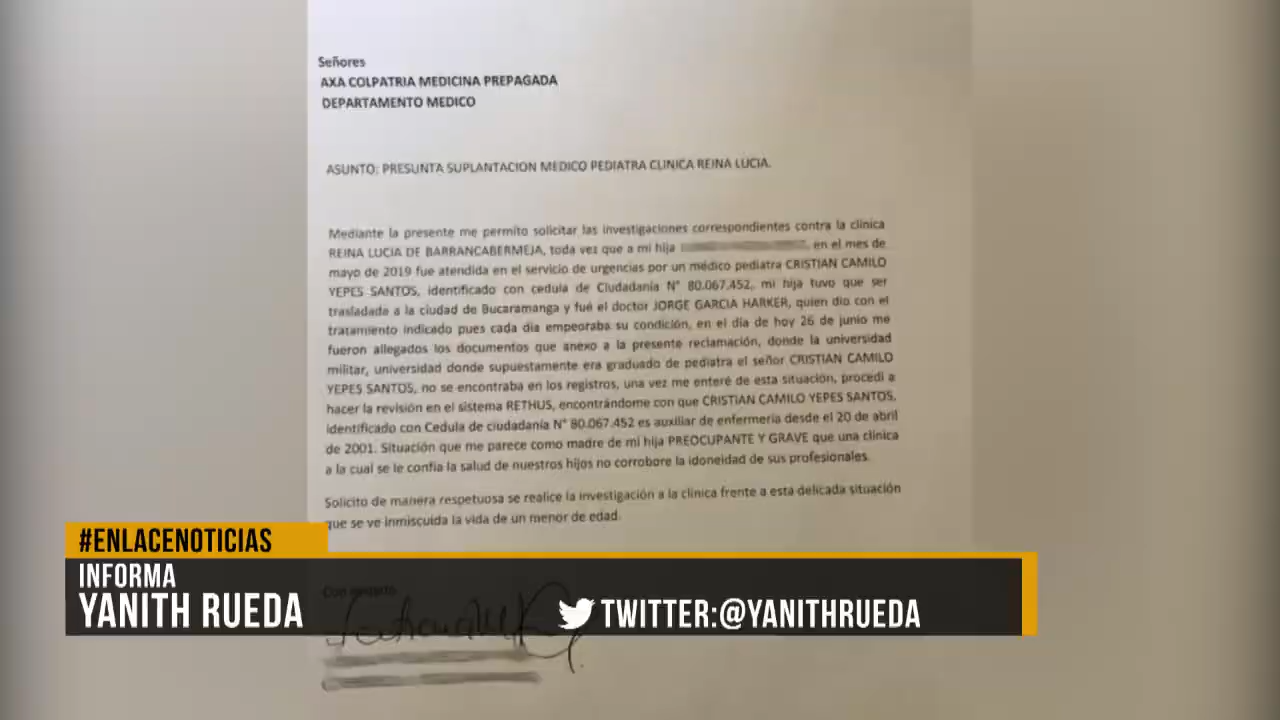 Señores
AXA COLPATRIA MEDICINA PREPAGADA
DEPARTAMENTO MEDICO
ASUNTO: PRESUNTA SUPLANTACION MEDICO PEDIATRA CLINICA REINA LUCIA.
Mediante la presente me permito solicitar las investigaciones correspondientes contra la clínica
REINA LUCIA DE BARRANCABERMEJA, toda vez que a mi hija , en el mes de
mayo de 2019 fue atendida en el servicio de urgencias por un médico pediatra CRISTIAN CAMILO
YEPES SANTOS, identificado con cedula de Ciudadanía N° 80.067.452, mi hija tuvo que ser
trasladada a la ciudad de Bucaramanga y fué el doctor JORGE GARCIA HARKER, quien dio con el
tratamiento indicado pues cada día empeoraba su condición, en el día de hoy 26 de junio me
fueron allegados los documentos que anexo a la presente reclamación, donde la universidad
militar, universidad donde supuestamente era graduado de pediatra el señor CRISTIAN CAMILO
YEPES SANTOS, no se encontraba en los registros, una vez me enteré de esta situación, procedí a
hacer la revisión en el sistema RETHUS, encontrándome con que CRISTIAN CAMILO YEPES SANTOS,
identificado con Cedula de ciudadanía N° 80.067.452 es auxiliar de enfermería desde el 20 de abril
de 2001. Situación que me parece como madre de mi hija PREOCUPANTE Y GRAVE que una clínica
a la cual se le confía la salud de nuestros hijos no corrobore la idoneidad de sus profesionales.
Solicito de manera respetuosa se realice la investigación a la clínica frente a esta delicada situación
que se ve inmiscuida la vida de un menor de edad.
#ENLACENOTICIAS
INFORMA
YANITH RUEDA
TWITTER:@YANITHRUEDA